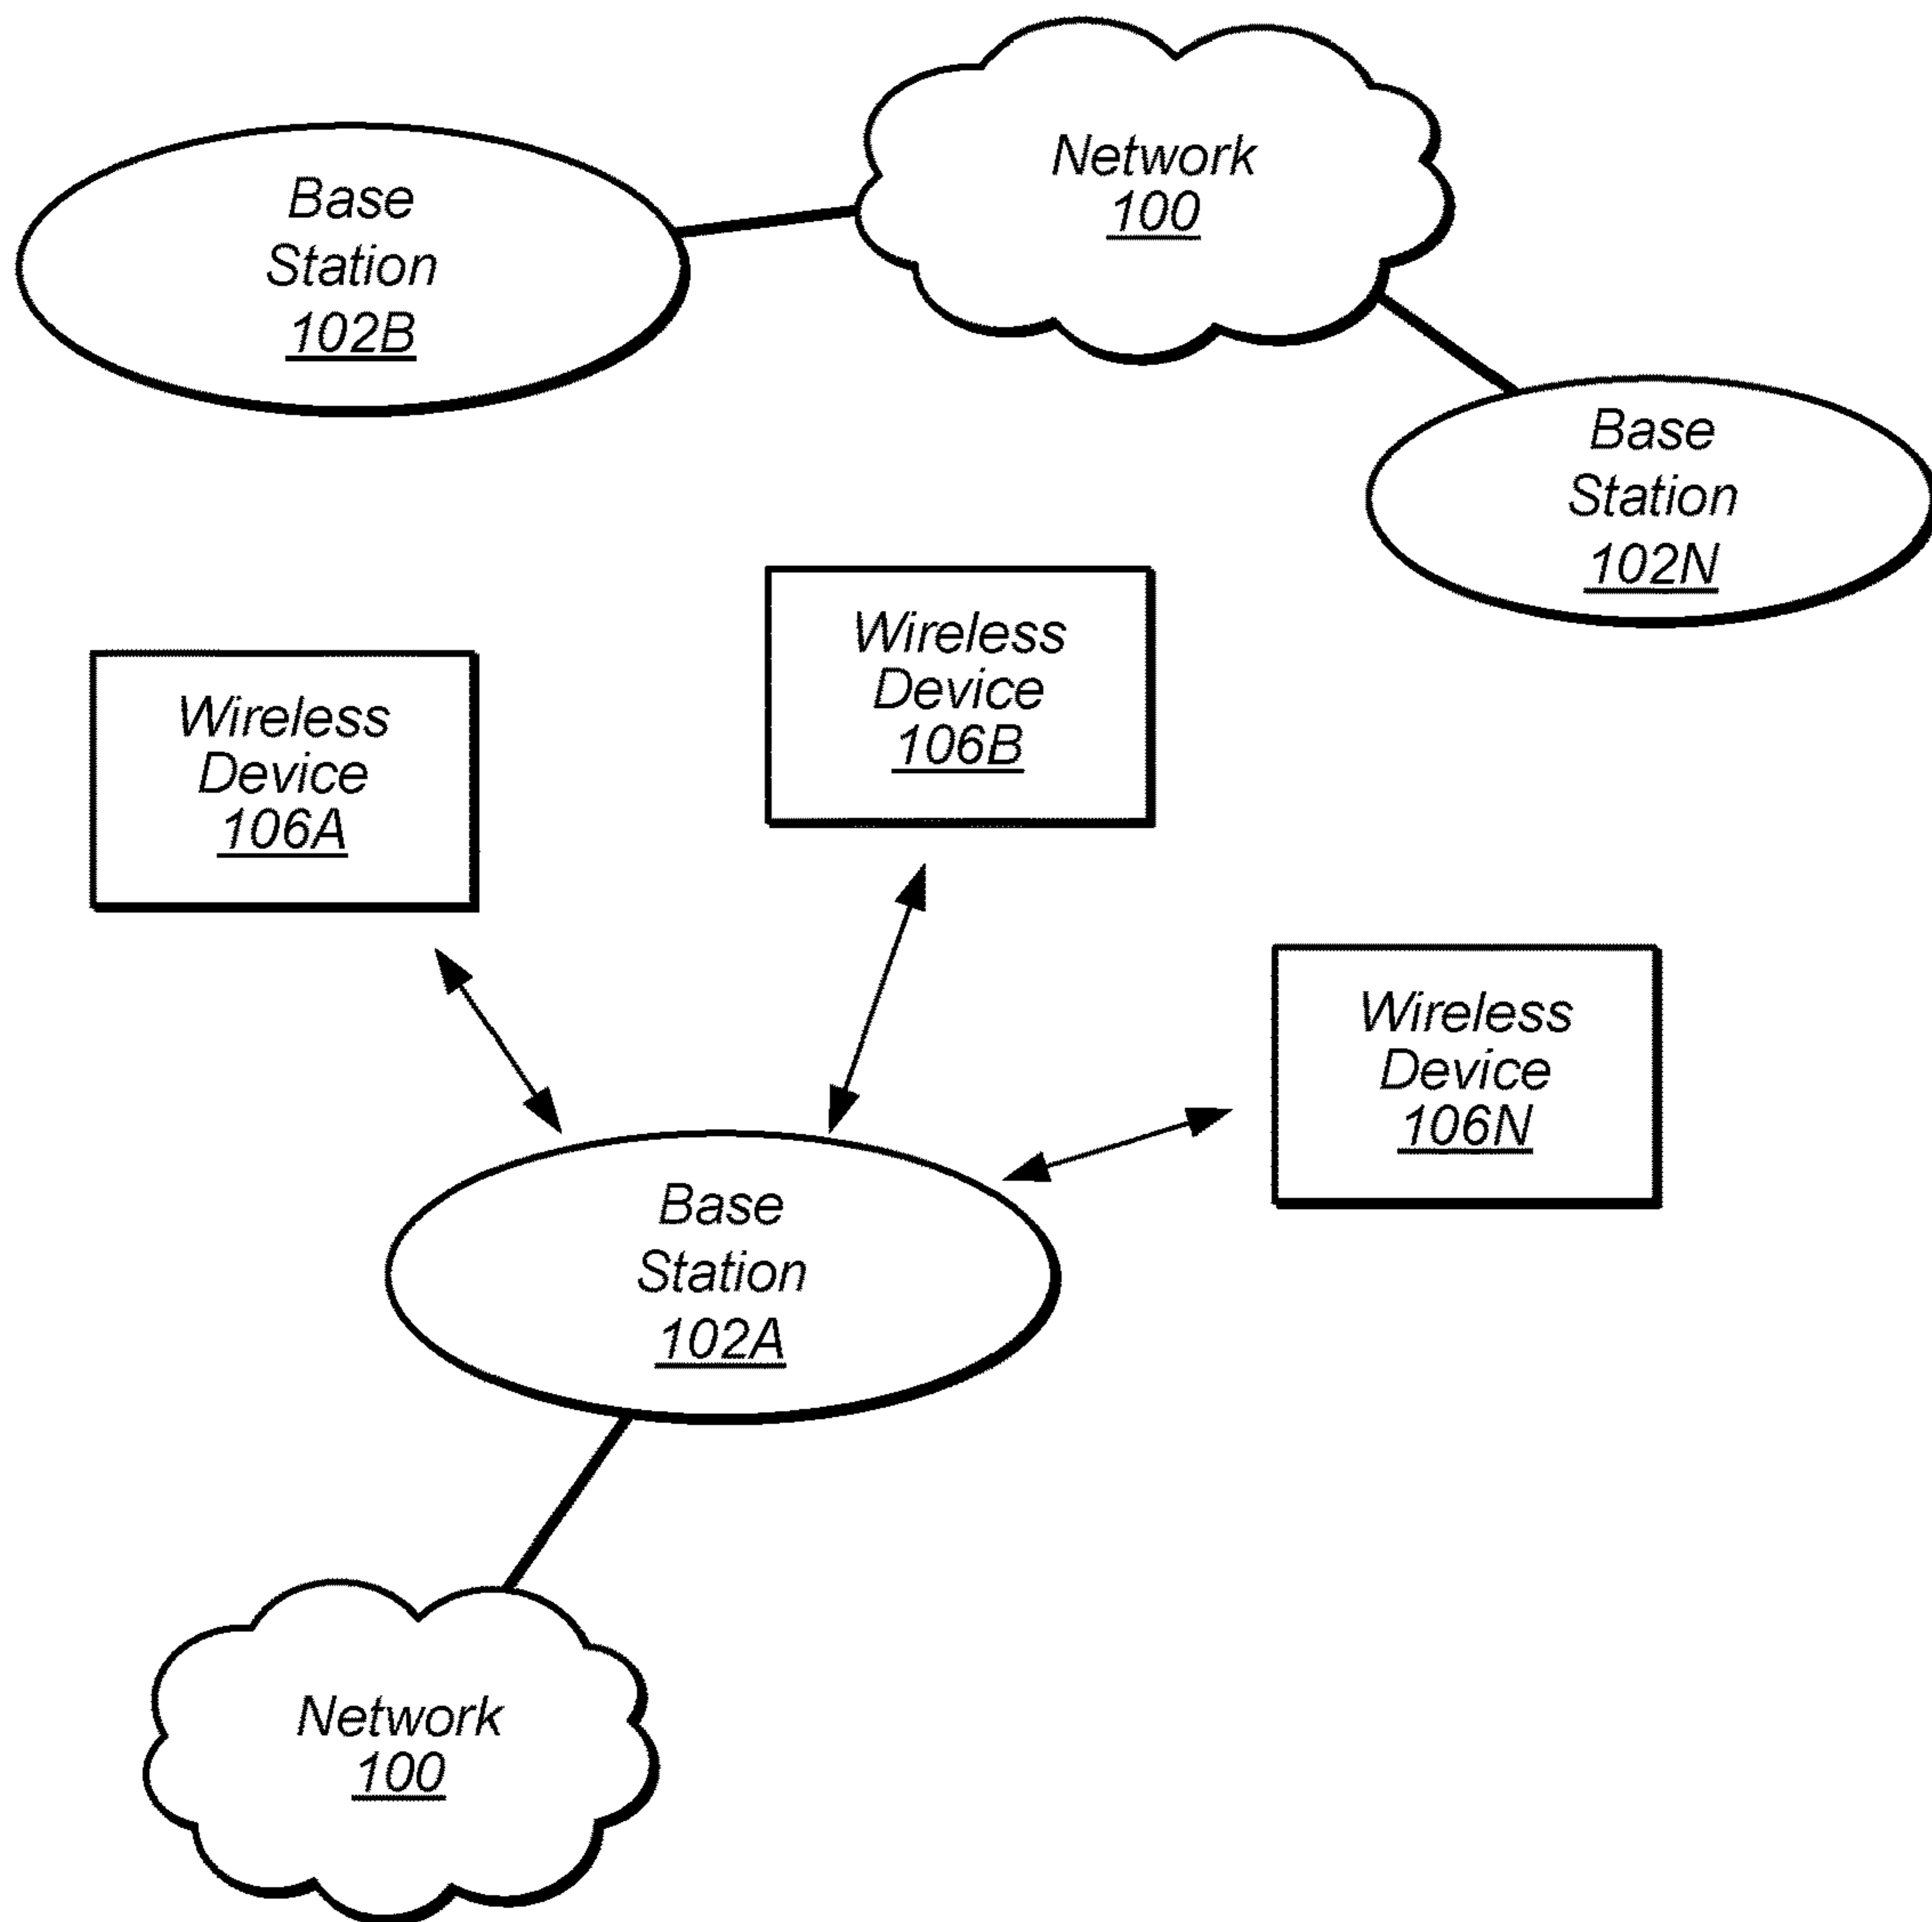 Network
100
Base
Station
102B
Base
Station
102N
Wireless
Device
106B
Wireless
Device
106A
Wireless
Device
106N
Base
Station
102A
Network
100